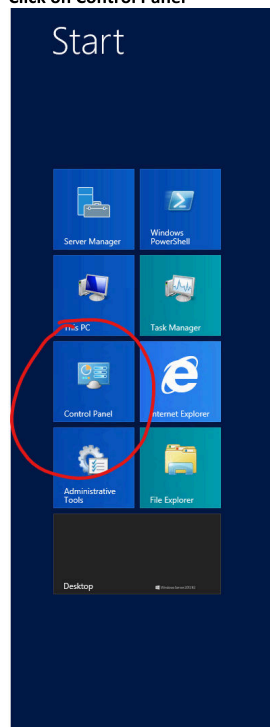 Click on Control Panel
Start
Server Manager
Windows
PowerShell
This PC
Task Manager
Control Panel
Internet Explorer
Administrative
Tools
File Explorer
Desktop